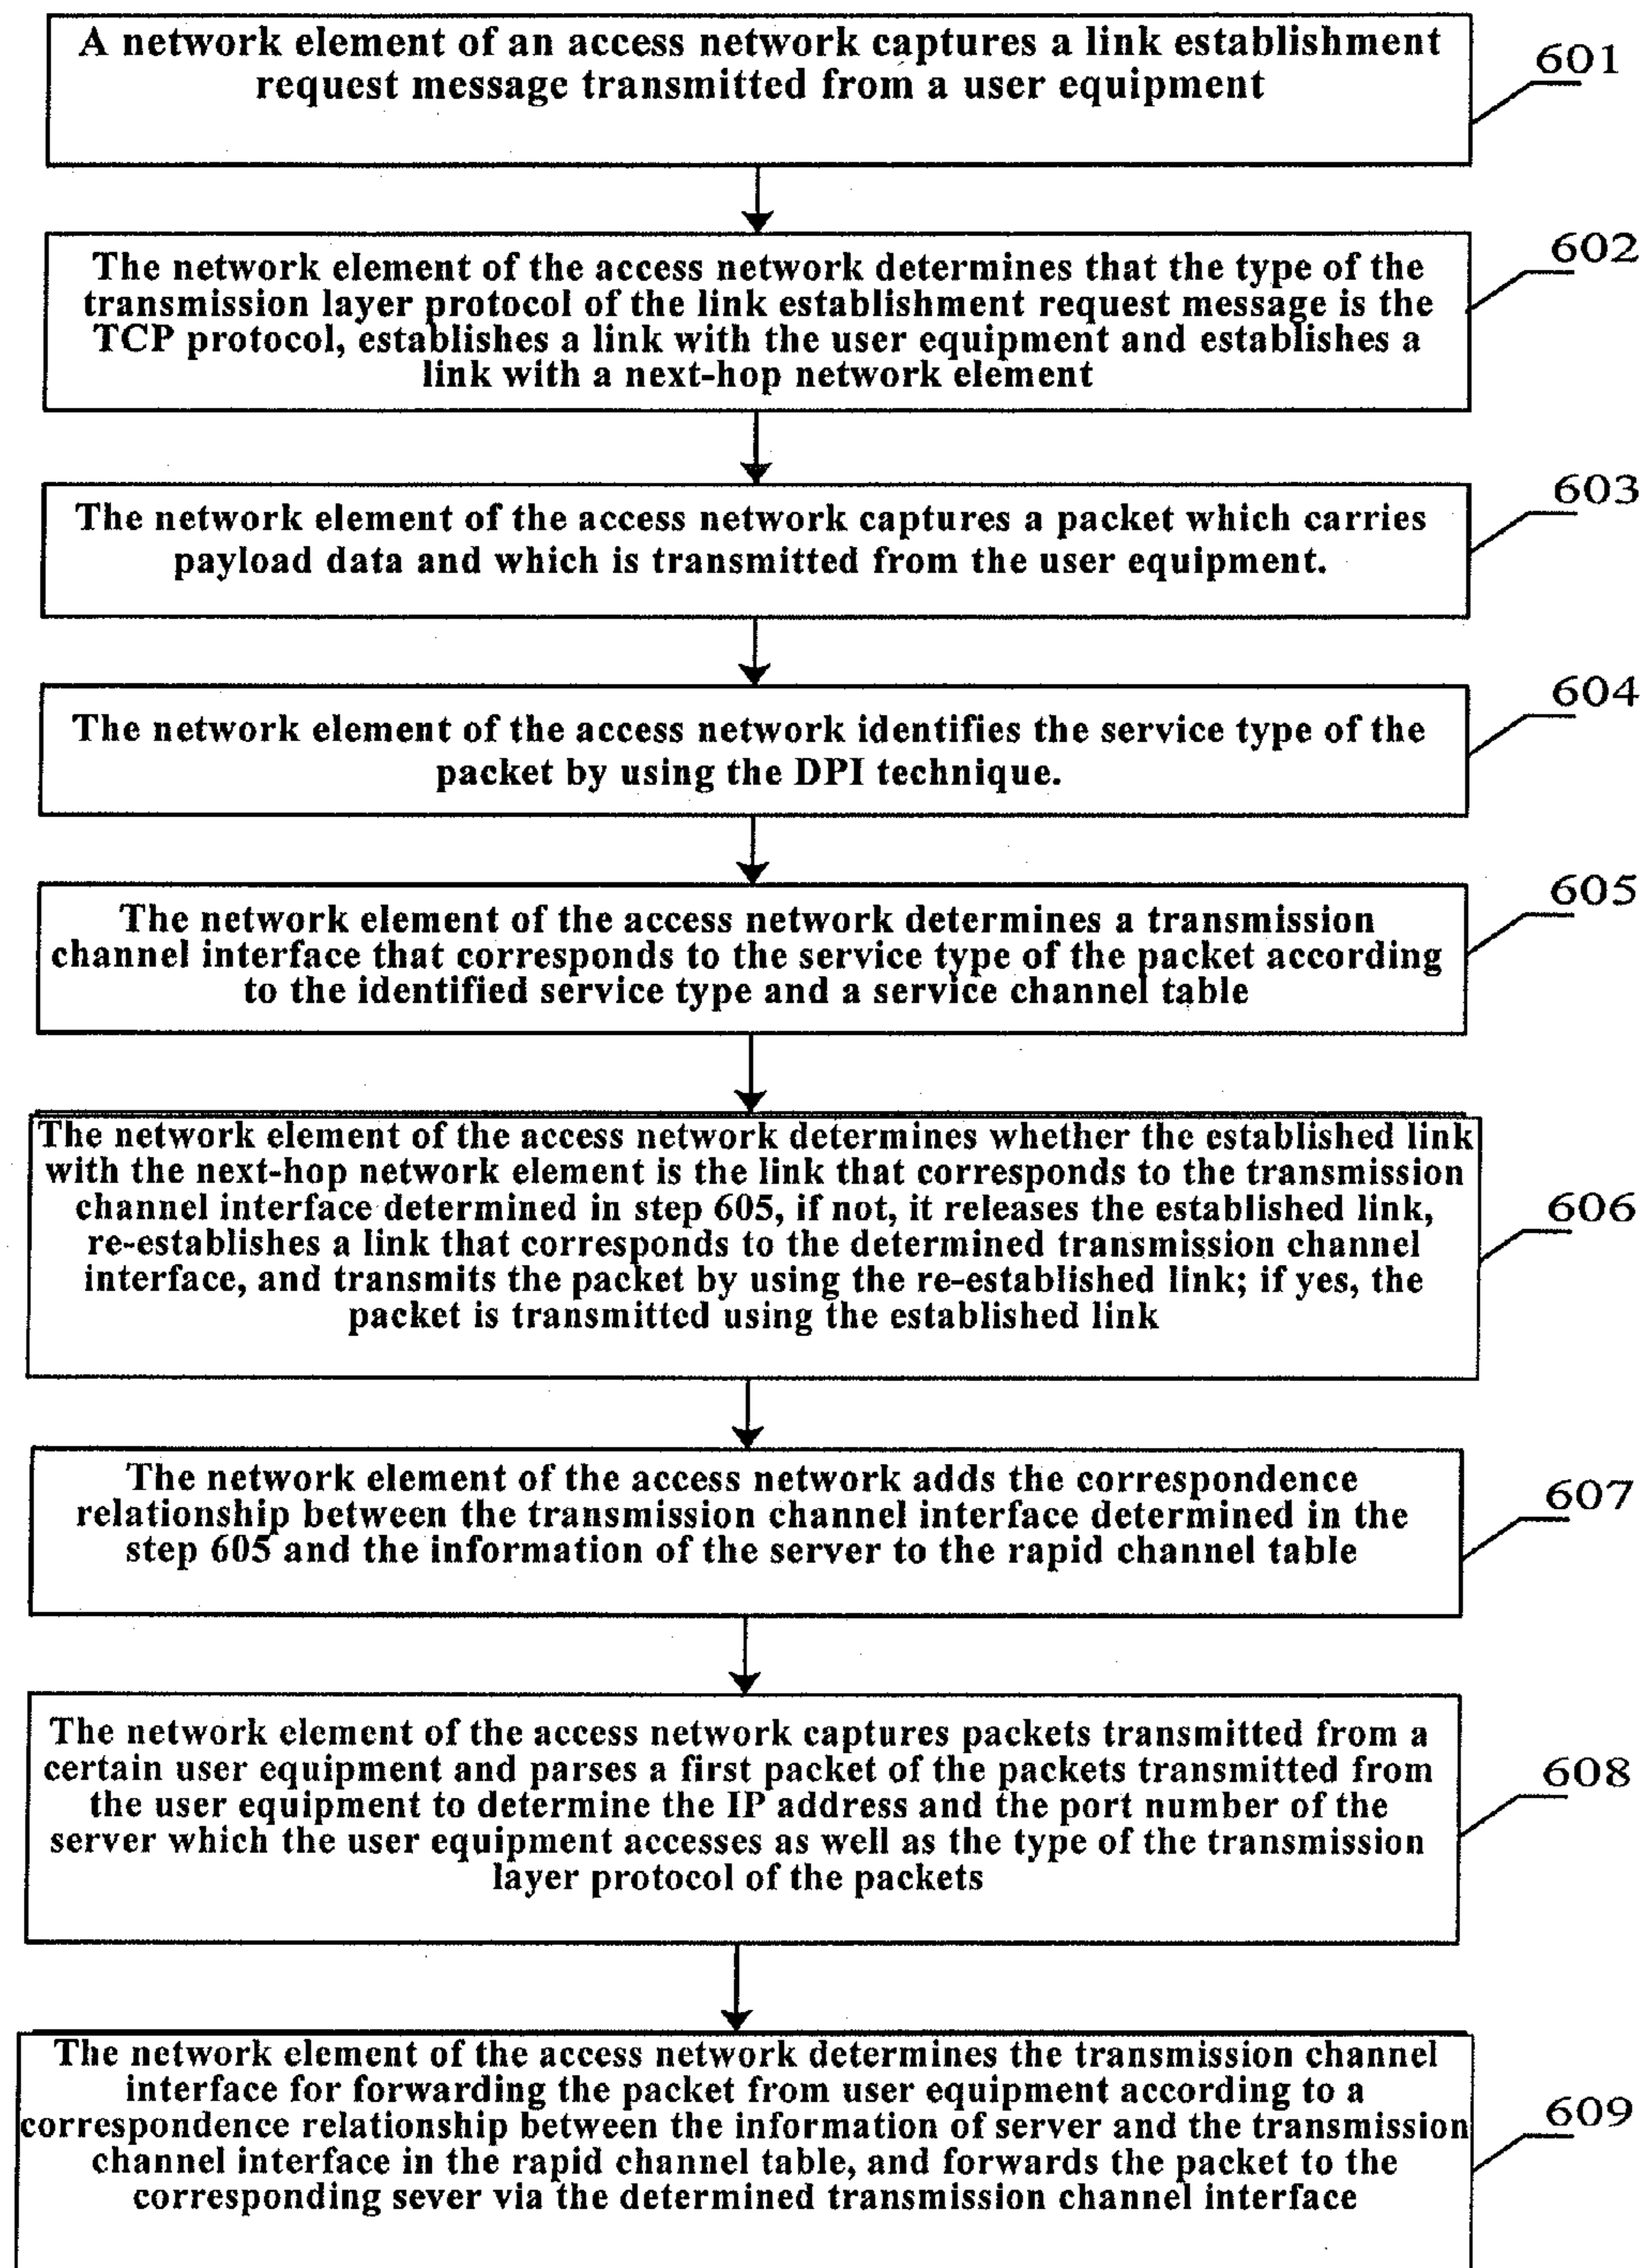 A network element of an access network captures a link establishment
request message transmitted from a user equipment
601
The network element of the access network determines that the type of the
transmission layer protocol of the link establishment request message is the
TCP protocol, establishes a link with the user equipment and establishes a
link with a next-hop network element
602
The network element of the access network captures a packet which carries
payload data and which is transmitted from the user equipment.
603
The network element of the access network identifies the service type of the
packet by using the DPI technique.
604
The network element of the access network determines a transmission
channel interface that corresponds to the service type of the packet according
to the identified service type and a service channel table
605
The network element of the access network determines whether the established link
with the next-hop network element is the link that corresponds to the transmission
channel interface determined in step 605, if not, it releases the established link,
re-establishes a link that corresponds to the determined transmission channel
interface, and transmits the packet by using the re-established link; if yes, the
packet is transmitted using the established link
606
The network element of the access network adds the correspondence
relationship between the transmission channel interface determined in the
step 605 and the information of the server to the rapid channel table
607
The network element of the access network captures packets transmitted from a
certain user equipment and parses a first packet of the packets transmitted from
the user equipment to determine the IP address and the port number of the
server which the user equipment accesses as well as the type of the transmission
layer protocol of the packets
608
The network element of the access network determines the transmission channel
interface for forwarding the packet from user equipment according to a
correspondence relationship between the information of server and the transmission
channel interface in the rapid channel table, and forwards the packet to the
corresponding sever via the determined transmission channel interface
609